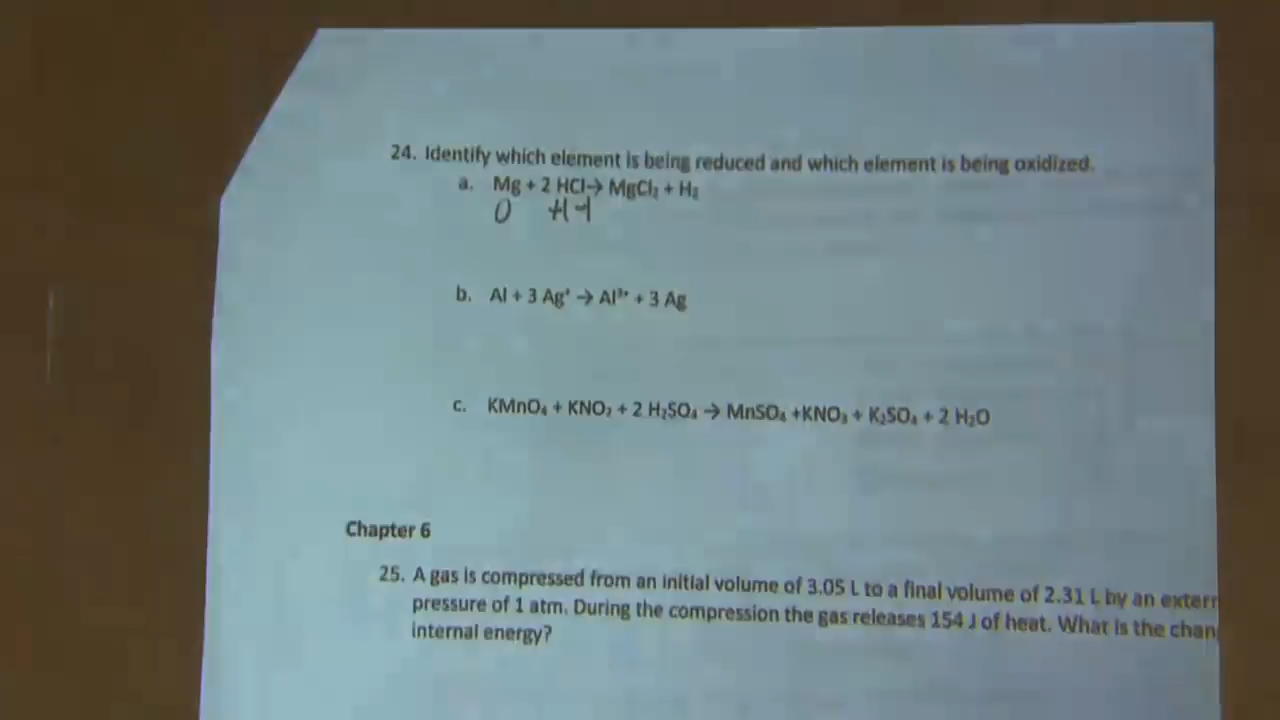 24. Identify which element is being reduced and which element is being oxidized.
a. Mg + 2 HCl→ MgCl₂ + H₂
0 +1 -1
b. Al + 3 Ag⁺ → Al³⁺ + 3 Ag
c. KMnO₄ + KNO₂ + 2 H₂SO₄ → MnSO₄ +KNO₃ + K₂SO₄ + 2 H₂O
Chapter 6
25. A gas is compressed from an initial volume of 3.05 L to a final volume of 2.31 L by an extern
pressure of 1 atm. During the compression the gas releases 154 J of heat. What is the chan
internal energy?